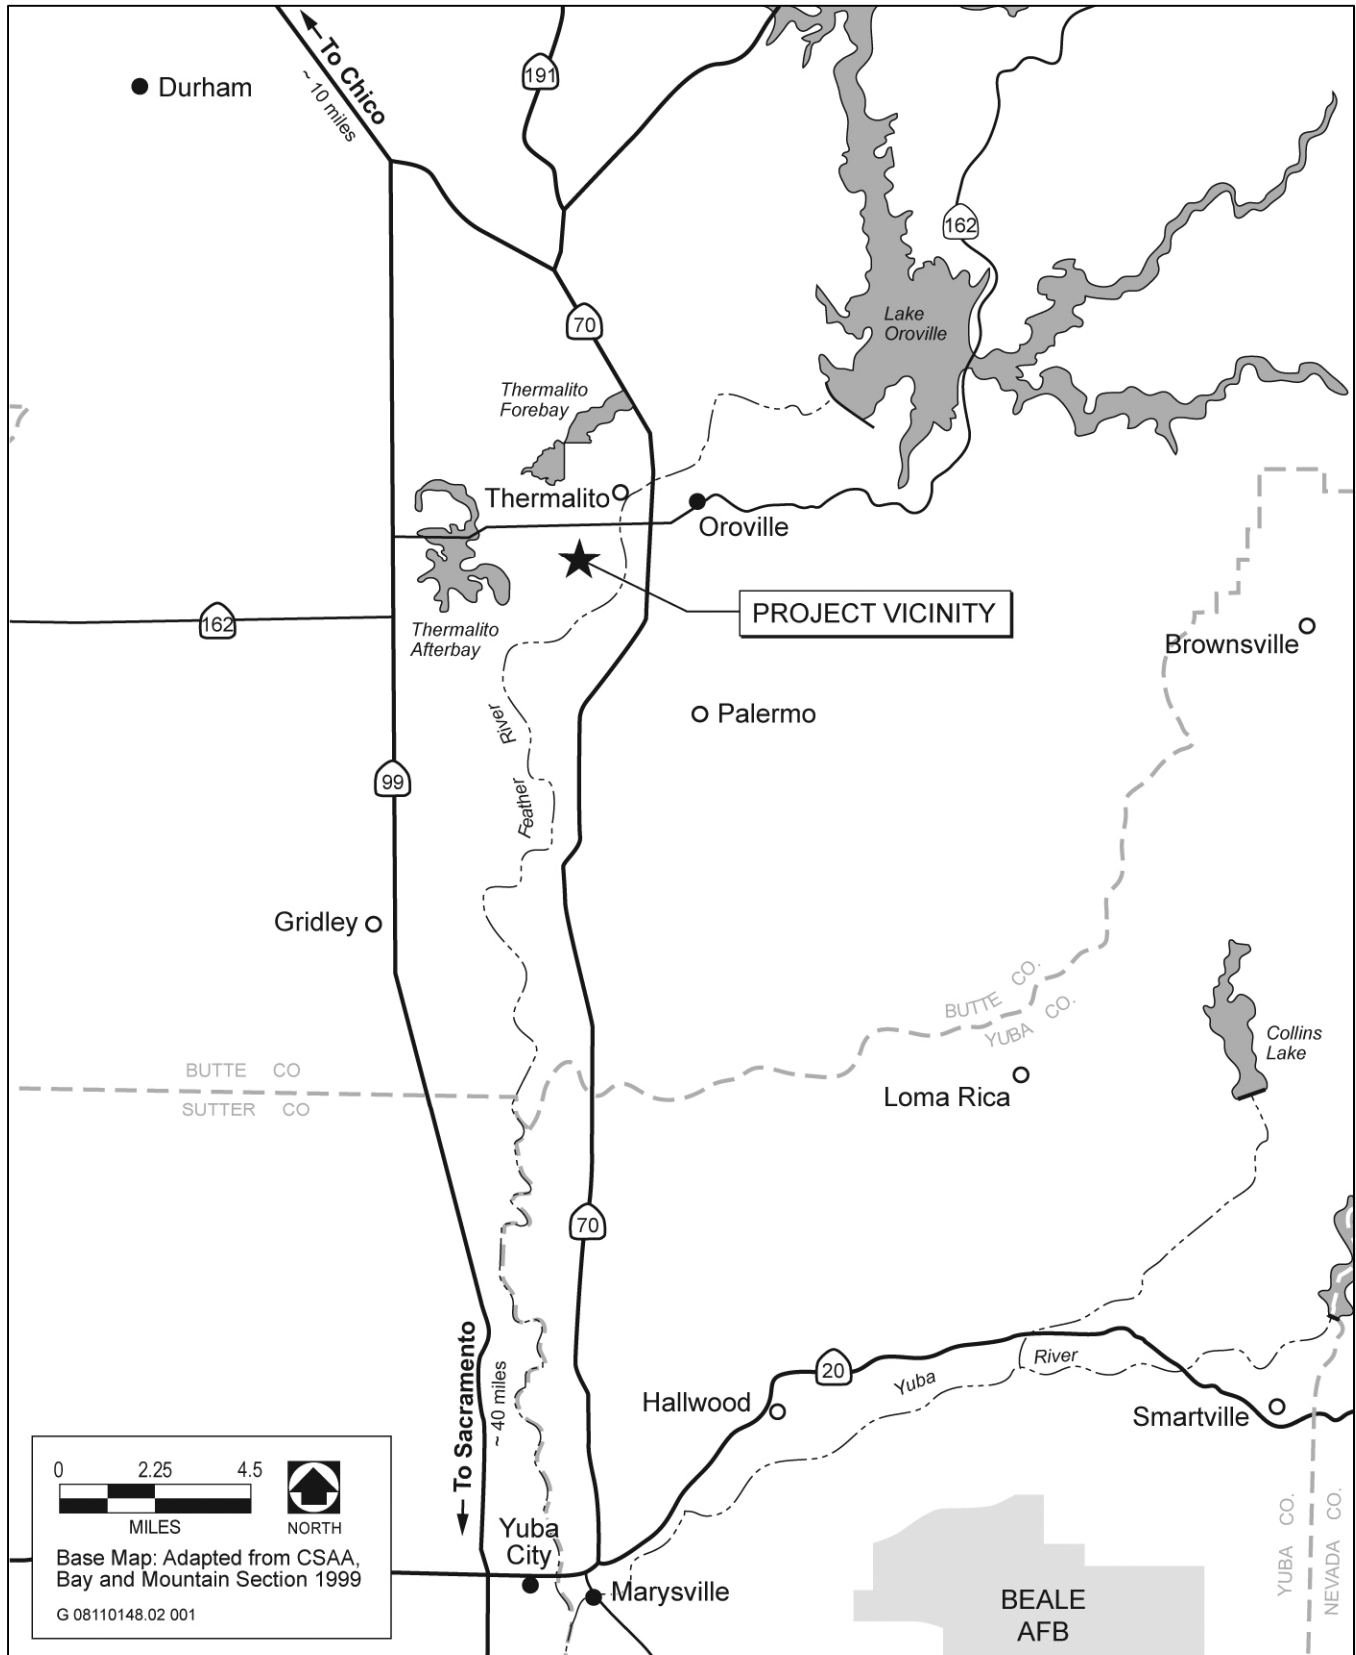 To Chico
~ 10 miles
Durham
191
162
70
Lake
Oroville
Thermalito
Forebay
Thermalito
Oroville
PROJECT VICINITY
162
Thermalito
Afterbay
Brownsville
River
Palermo
99
Feather
Gridley
BUTTE CO.
YUBA CO.
Collins
Lake
BUTTE CO
SUTTER CO
Loma Rica
70
To Sacramento
~ 40 miles
20
Yuba
River
Hallwood
Smartville
0 2.25 4.5
MILES
NORTH
Base Map: Adapted from CSAA,
Bay and Mountain Section 1999
G 08110148.02 001
Yuba
City
Marysville
BEALE
AFB
YUBA CO.
NEVADA CO.